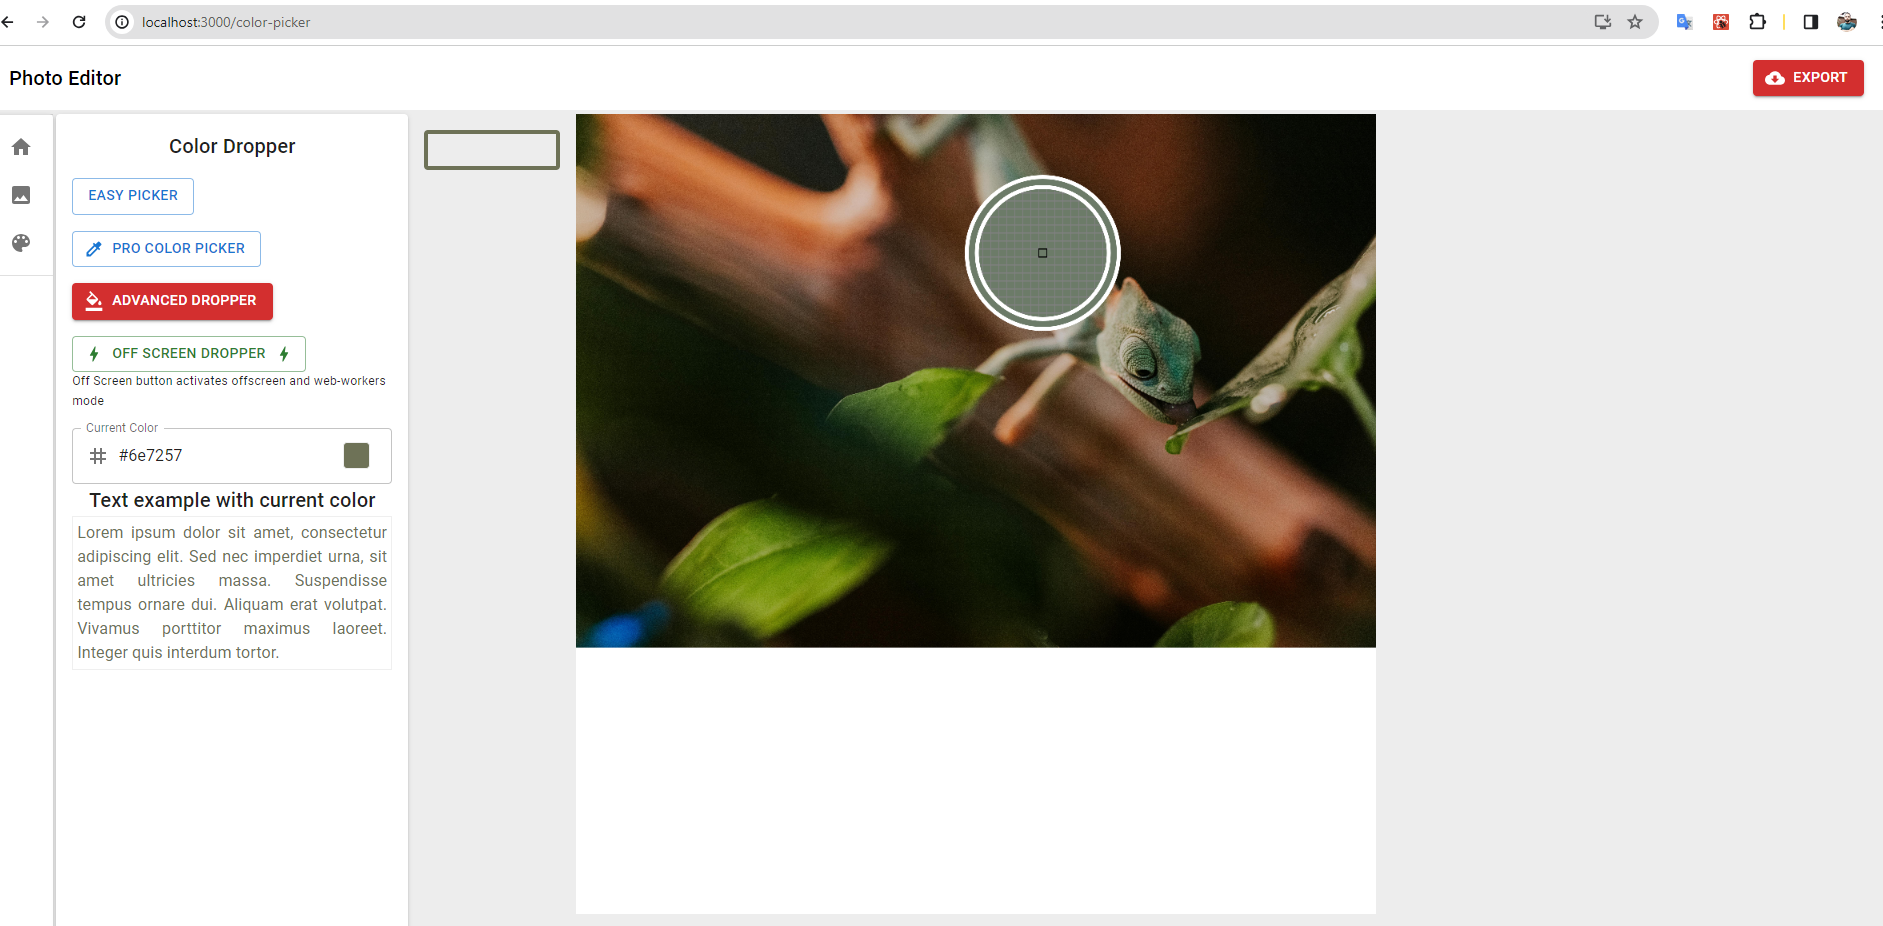 localhost:3000/color-picker
Photo Editor
EXPORT
Color Dropper
EASY PICKER
PRO COLOR PICKER
ADVANCED DROPPER
OFF SCREEN DROPPER
Off Screen button activates offscreen and web-workers
mode
Current Color
#6e7257
Text example with current color
Lorem ipsum dolor sit amet, consectetur
adipiscing elit. Sed nec imperdiet urna, sit
amet ultricies massa. Suspendisse
tempus ornare dui. Aliquam erat volutpat.
Vivamus porttitor maximus laoreet.
Integer quis interdum tortor.